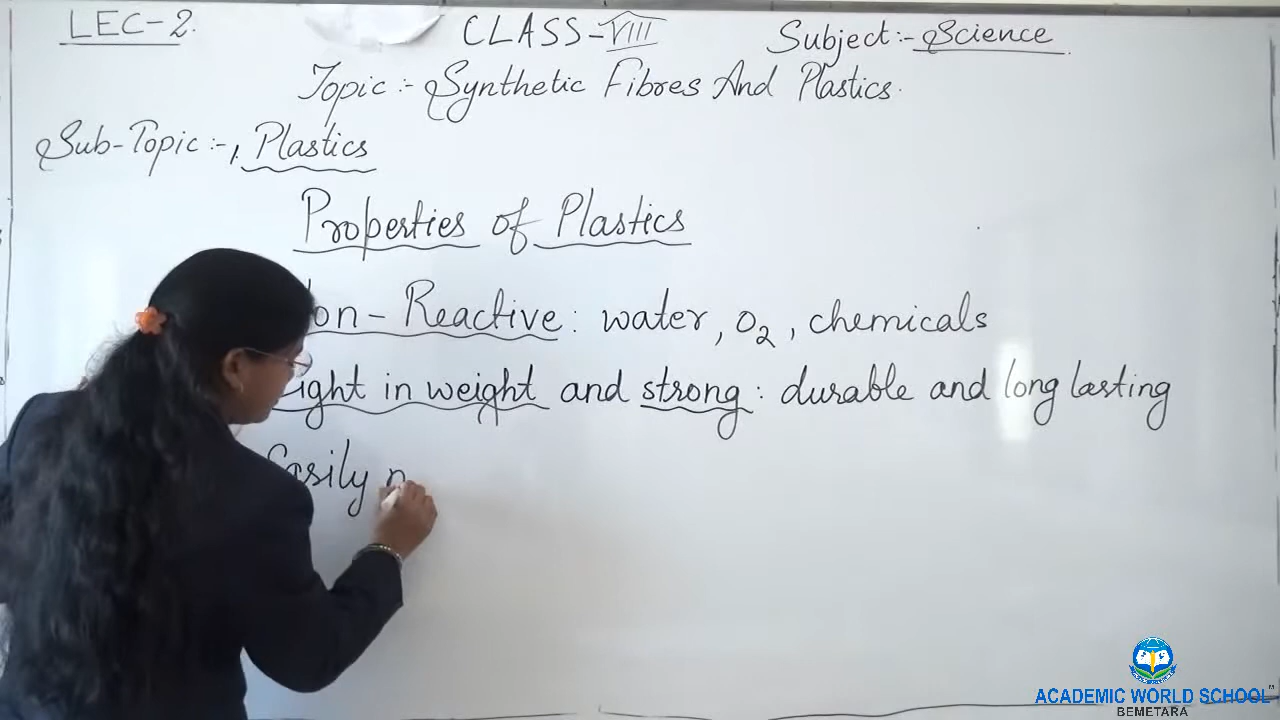 LEC-2.
CLASS-VIII
Subject:- Science
Topic:- Synthetic Fibres And Plastics.
Sub-Topic:-, Plastics
Properties of Plastics
on-Reactive: water, O2, chemicals
ight in weight and strong: durable and long lasting
Easily
ACADEMIC WORLD SCHOOL
BEMETARA